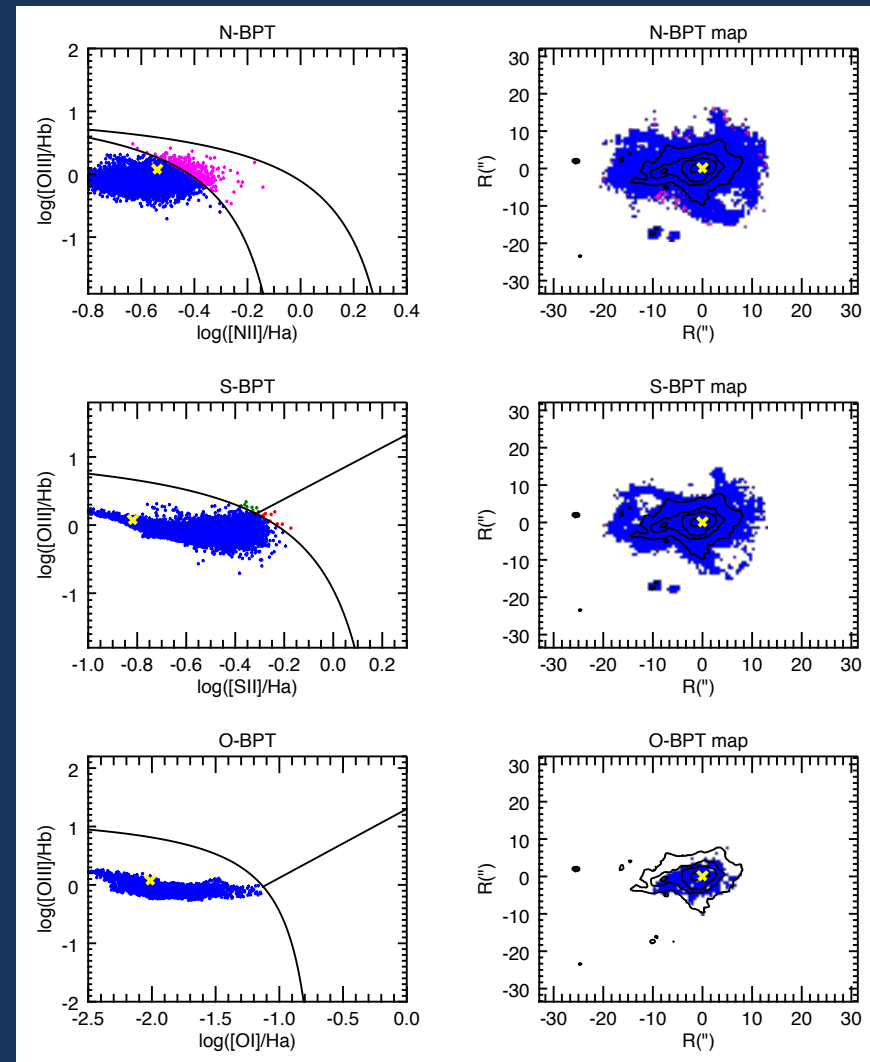 N-BPT
2
1
0
-1
-0.8 -0.6 -0.4 -0.2 0.0 0.2 0.4
log([OIII]/Hb)
log([NII]/Ha)
N-BPT map
30
20
10
0
-10
-20
-30
-30 -20 -10 0 10 20 30
R(")
R(")
S-BPT
1
0
-1
-1.0 -0.8 -0.6 -0.4 -0.2 0.0 0.2
log([OIII]/Hb)
log([SII]/Ha)
S-BPT map
30
20
10
0
-10
-20
-30
-30 -20 -10 0 10 20 30
R(")
R(")
O-BPT
2
1
0
-1
-2
-2.5 -2.0 -1.5 -1.0 -0.5 0.0
log([OIII]/Hb)
log([OI]/Ha)
O-BPT map
30
20
10
0
-10
-20
-30
-30 -20 -10 0 10 20 30
R(")
R(")